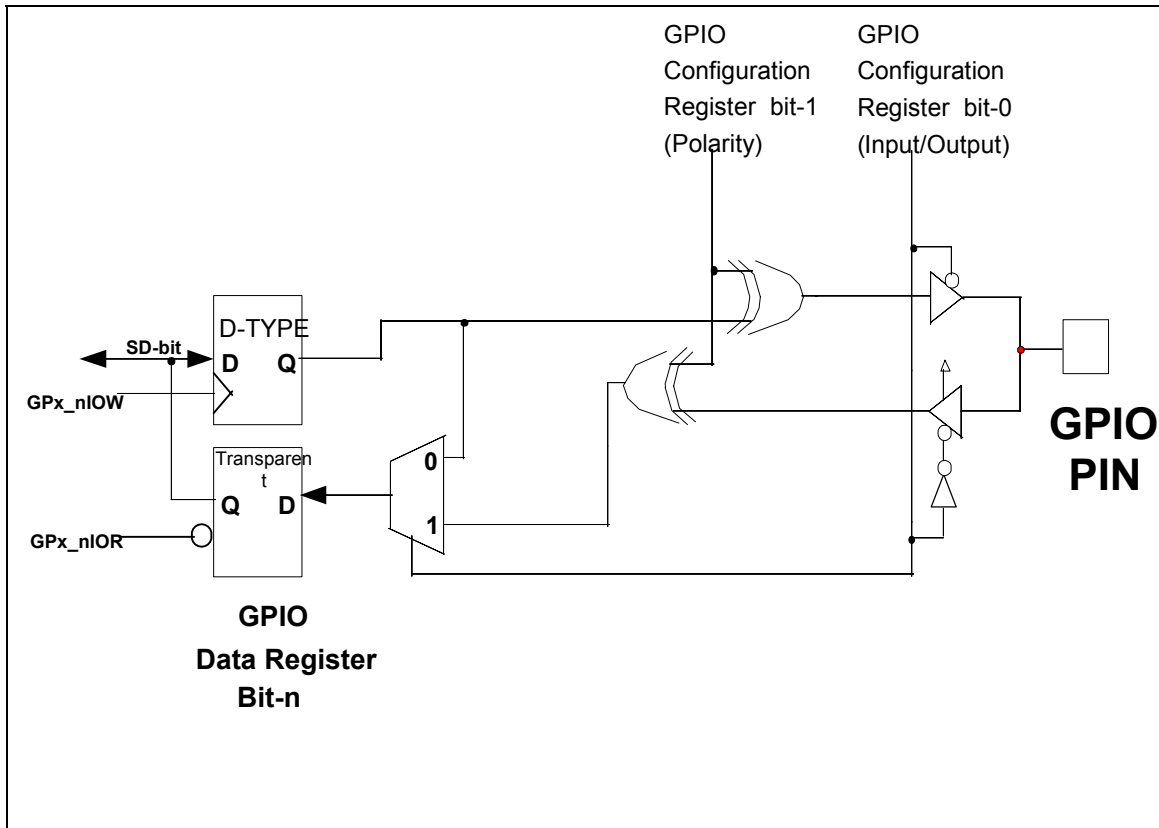 GPIO
Configuration
Register bit-1
(Polarity)
GPIO
Configuration
Register bit-0
(Input/Output)
D-TYPE
SD-bit
D
Q
GPx_nIOW
Transparen
t
Q
D
GPx_nIOR
0
1
GPIO
PIN
GPIO
Data Register
Bit-n